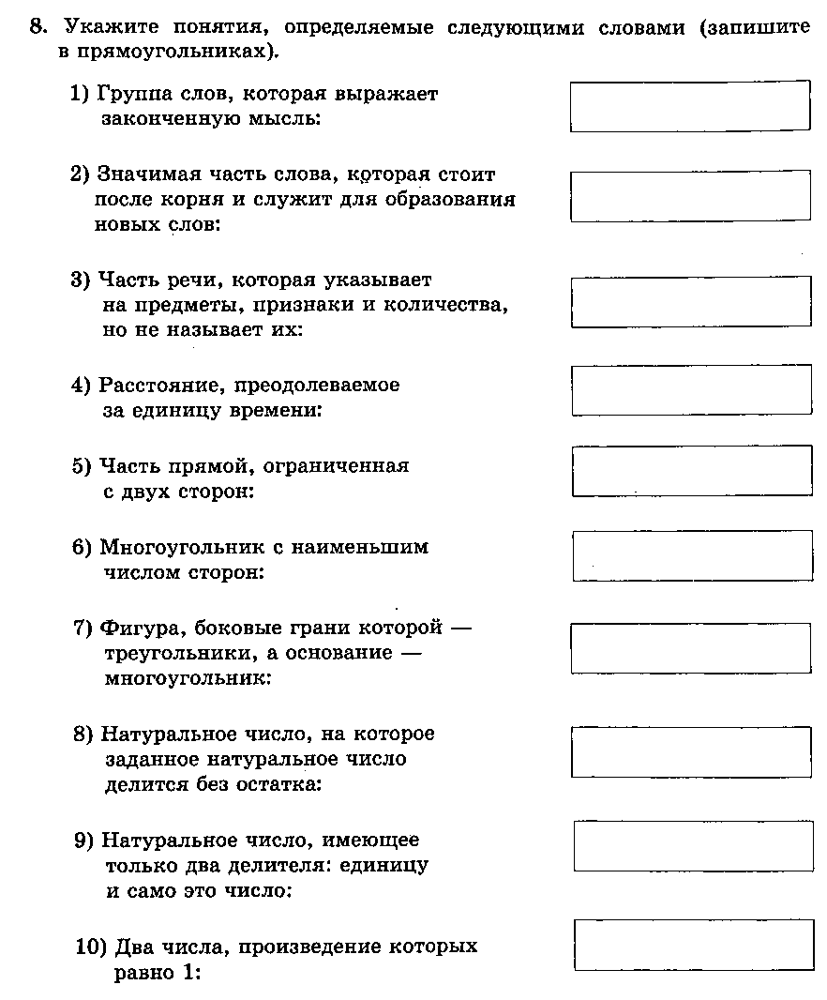 8. Укажите понятия, определяемые следующими словами (запишите
в прямоугольниках).
1) Группа слов, которая выражает
законченную мысль:
2) Значимая часть слова, которая стоит
после корня и служит для образования
новых слов:
3) Часть речи, которая указывает
на предметы, признаки и количества,
но не называет их:
4) Расстояние, преодолеваемое
за единицу времени:
5) Часть прямой, ограниченная
с двух сторон:
6) Многоугольник с наименьшим
числом сторон:
7) Фигура, боковые грани которой —
треугольники, а основание —
многоугольник:
8) Натуральное число, на которое
заданное натуральное число
делится без остатка:
9) Натуральное число, имеющее
только два делителя: единицу
и само это число:
10) Два числа, произведение которых
равно 1: